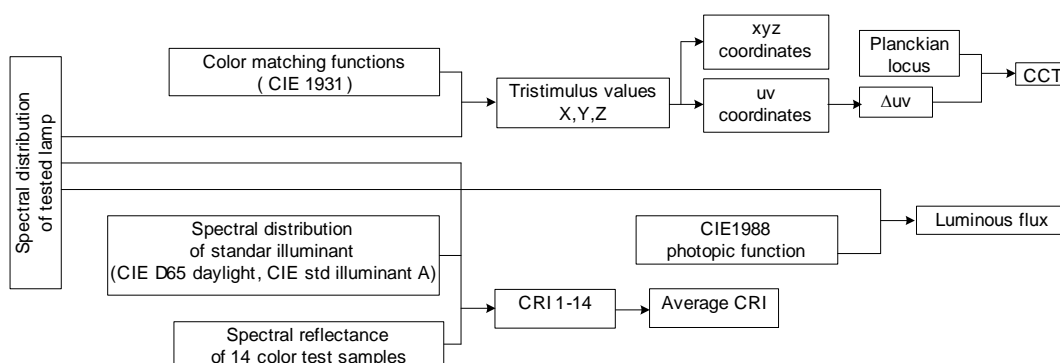 Spectral distribution
of tested lamp
Color matching functions
( CIE 1931)
Tristimulus values
X,Y,Z
xyz
coordinates
uv
coordinates
Planckian
locus
Δuv
CCT
Spectral distribution
of standar illuminant
(CIE D65 daylight, CIE std illuminant A)
CIE1988
photopic function
Luminous flux
CRI 1-14
Average CRI
Spectral reflectance
of 14 color test samples